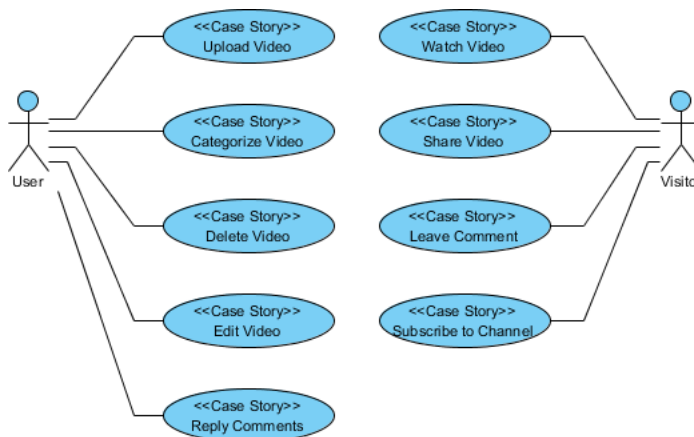 <<Case Story>>
Upload Video
<<Case Story>>
Watch Video
<<Case Story>>
Categorize Video
<<Case Story>>
Share Video
User
Visito
<<Case Story>>
Delete Video
<<Case Story>>
Leave Comment
<<Case Story>>
Edit Video
<<Case Story>>
Subscribe to Channel
<<Case Story>>
Reply Comments